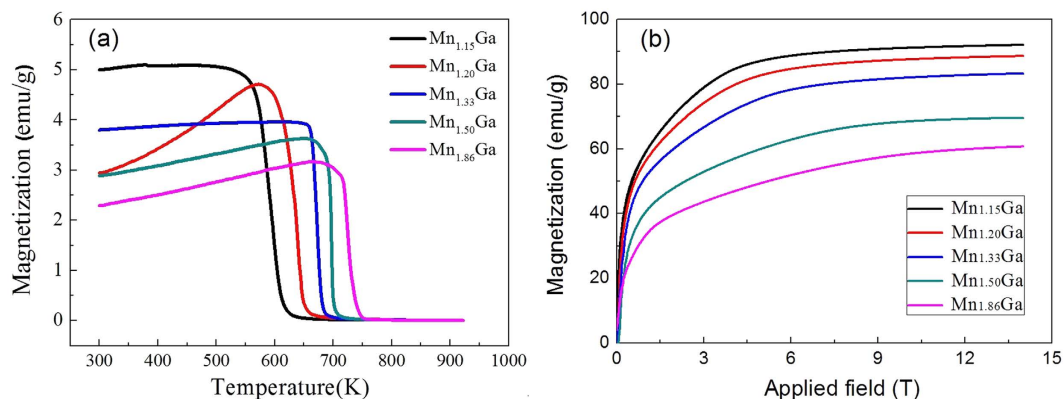 (a)
Mn1.15Ga
Mn1.20Ga
Mn1.33Ga
Mn1.50Ga
Mn1.86Ga
Magnetization (emu/g)
6
5
4
3
2
1
0
300 400 500 600 700 800 900 1000
Temperature(K)
(b)
Magnetization (emu/g)
100
80
60
40
20
0
Mn1.15Ga
Mn1.20Ga
Mn1.33Ga
Mn1.50Ga
Mn1.86Ga
0 3 6 9 12 15
Applied field (T)